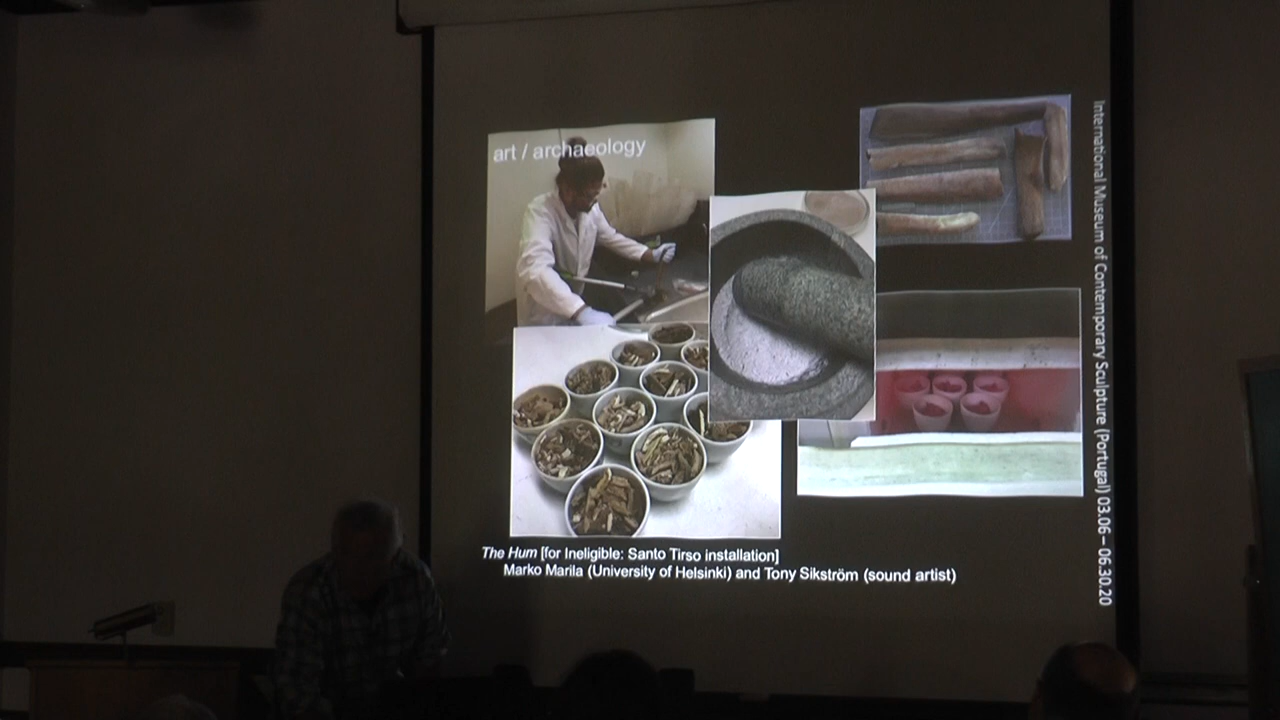 art / archaeology
International Museum of Contemporary Sculpture (Portugal) 03.06 – 06.30.20
The Hum [for Ineligible: Santo Tirso installation]
Marko Marila (University of Helsinki) and Tony Sikström (sound artist)